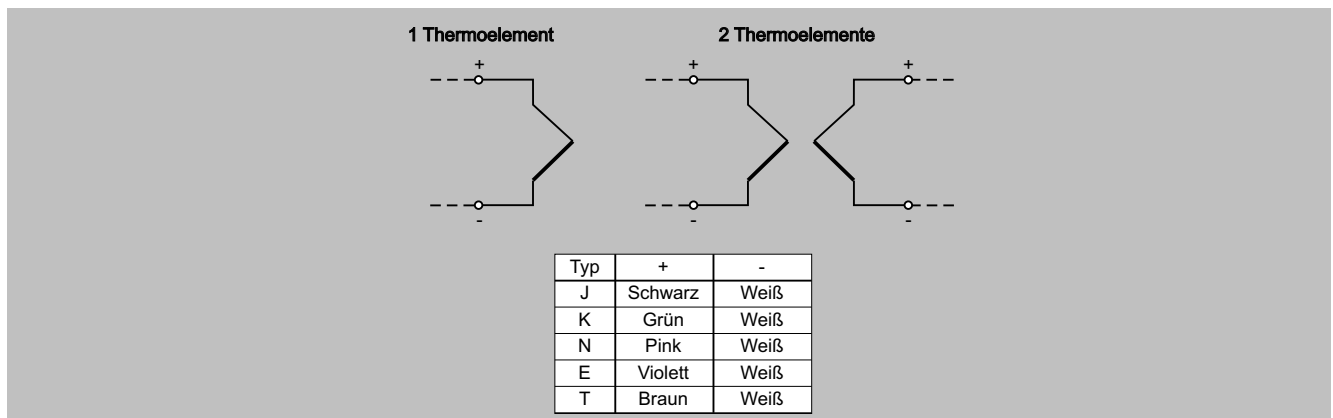 1 Thermoelement 2 Thermoelemente
+ + +
- - -
Typ + -
J Schwarz Weiß
K Grün Weiß
N Pink Weiß
E Violett Weiß
T Braun Weiß